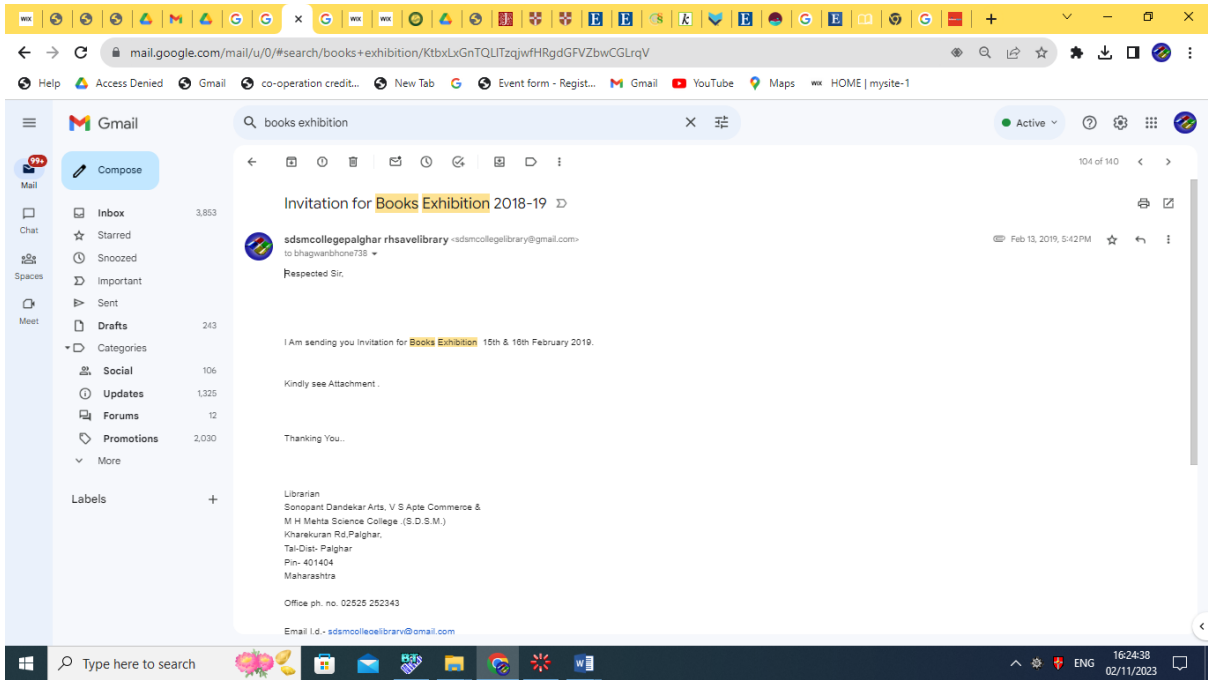 mail.google.com/mail/u/0/#search/books+exhibition/KtbxLxGnTQLlTzqjwfHRgdGFVZbwCGLrqV
Help Access Denied Gmail co-operation credit... New Tab Event form - Regist... Gmail YouTube Maps WIX HOME | mysite-1
Gmail
books exhibition
Active
99+
Mail
Chat
Spaces
Meet
Compose
Inbox 3,853
Starred
Snoozed
Important
Sent
Drafts 243
Categories
Social 106
Updates 1,325
Forums 12
Promotions 2,030
More
Labels +
104 of 140
Invitation for Books Exhibition 2018-19
sdsmcollegepalghar rhsavelibrary <sdsmcollegelibrary@gmail.com>
Feb 13, 2019, 5:42 PM
to bhagwanbhone738
Respected Sir,
I Am sending you Invitation for Books Exhibition 15th & 16th February 2019.
Kindly see Attachment .
Thanking You..
Librarian
Sonopant Dandekar Arts, V S Apte Commerce &
M H Mehta Science College .(S.D.S.M.)
Kharekuran Rd,Palghar,
Tal-Dist- Palghar
Pin- 401404
Maharashtra
Office ph. no. 02525 252343
Email I.d.- sdsmcollegelibrary@gmail.com
Type here to search
ENG
16:24:38
02/11/2023